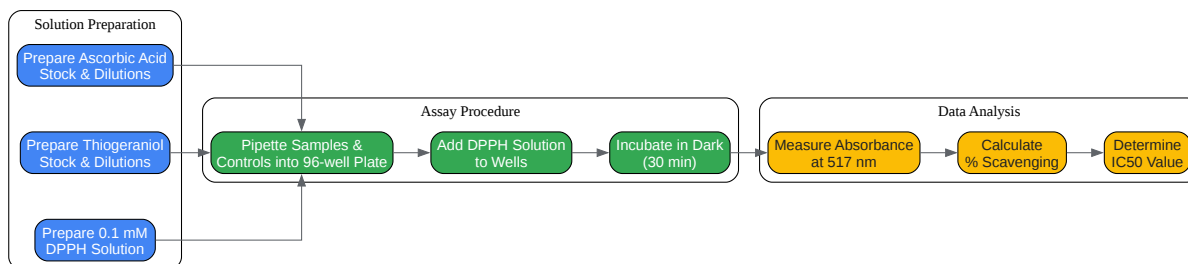 Solution Preparation
Prepare Ascorbic Acid
Stock & Dilutions
Prepare Thiogeraniol
Stock & Dilutions
Prepare 0.1 mM
DPPH Solution
Assay Procedure
Pipette Samples &
Controls into 96-well Plate
Add DPPH Solution
to Wells
Incubate in Dark
(30 min)
Data Analysis
Measure Absorbance
at 517 nm
Calculate
% Scavenging
Determine
IC50 Value